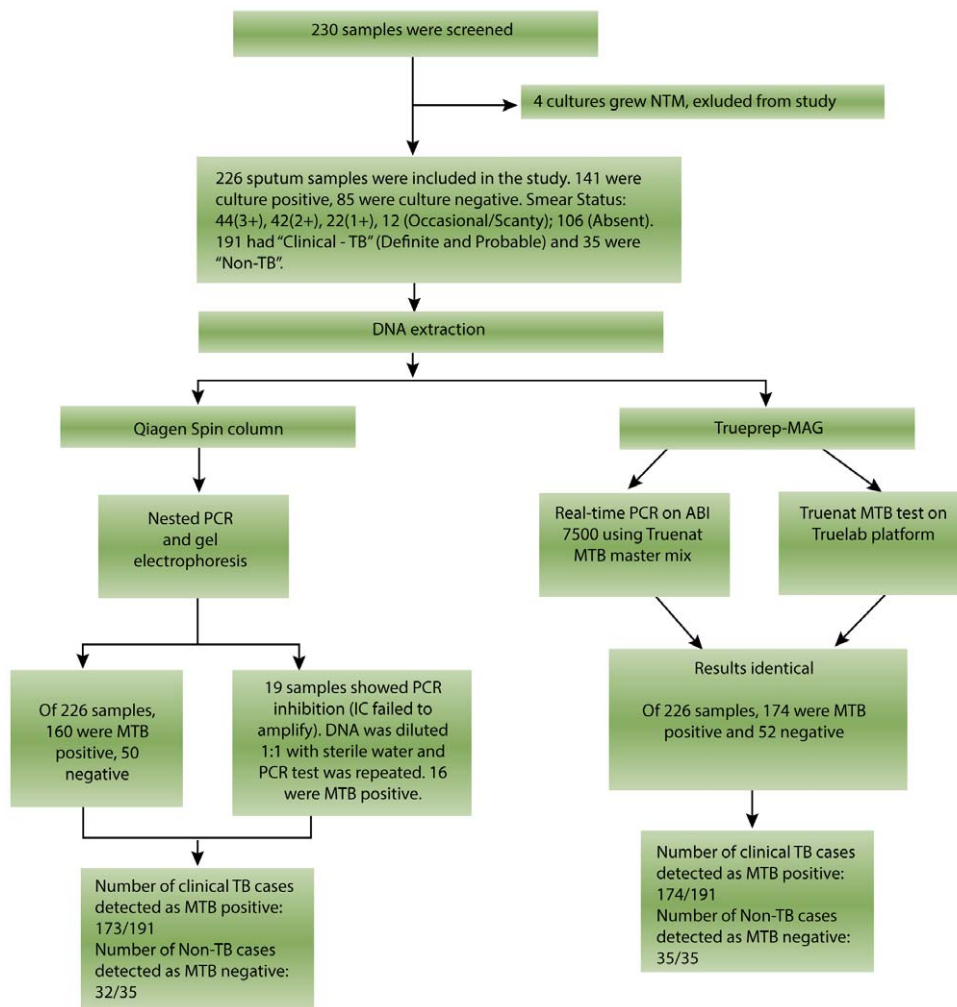 230 samples were screened
4 cultures grew NTM, exluded from study
226 sputum samples were included in the study. 141 were
culture positive, 85 were culture negative. Smear Status:
44(3+), 42(2+), 22(1+), 12 (Occasional/Scanty); 106 (Absent).
191 had “Clinical - TB” (Definite and Probable) and 35 were
“Non-TB”.
DNA extraction
Qiagen Spin column
Trueprep-MAG
Nested PCR
and gel
electrophoresis
Real-time PCR on ABI
7500 using Truenat
MTB master mix
Truenat MTB test on
Truelab platform
Of 226 samples,
160 were MTB
positive, 50
negative
19 samples showed PCR
inhibition (IC failed to
amplify). DNA was diluted
1:1 with sterile water and
PCR test was repeated. 16
were MTB positive.
Results identical
Of 226 samples, 174 were MTB
positive and 52 negative
Number of clinical TB cases
detected as MTB positive:
173/191
Number of Non-TB cases
detected as MTB negative:
32/35
Number of clinical TB cases
detected as MTB positive:
174/191
Number of Non-TB cases
detected as MTB negative:
35/35